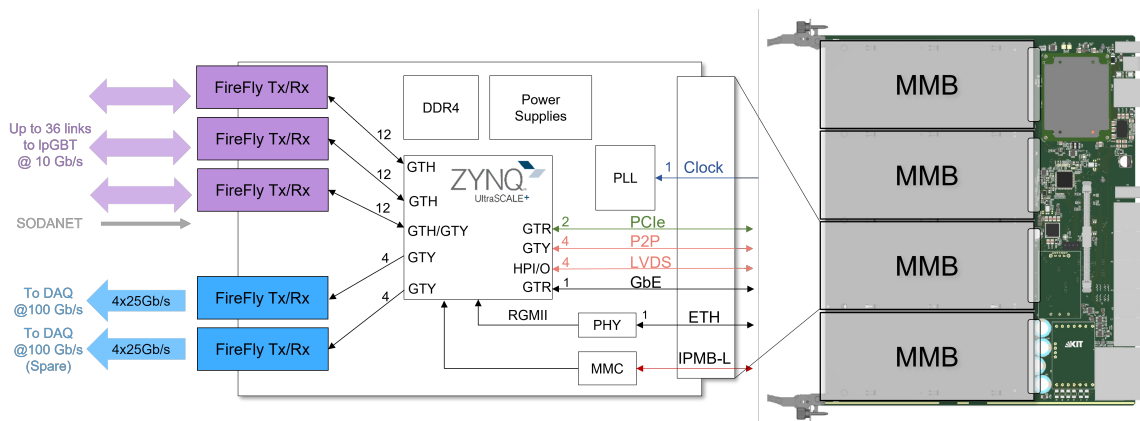 FireFly Tx/Rx
FireFly Tx/Rx
FireFly Tx/Rx
Up to 36 links
to lpGBT
@ 10 Gb/s
SODANET
12
12
12
DDR4
Power
Supplies
ZYNQ
UltraSCALE+
GTH
GTH
GTH/GTY
GTY
GTY
GTR
GTY
HPI/O
GTR
PLL
1 Clock
2 PCIe
4 P2P
4 LVDS
1 GbE
4
4
To DAQ
@100 Gb/s
4x25Gb/s
FireFly Tx/Rx
To DAQ
@100 Gb/s
(Spare)
4x25Gb/s
FireFly Tx/Rx
RGMII
PHY
1 ETH
MMC
IPMB-L
MMB
MMB
MMB
MMB
KIT